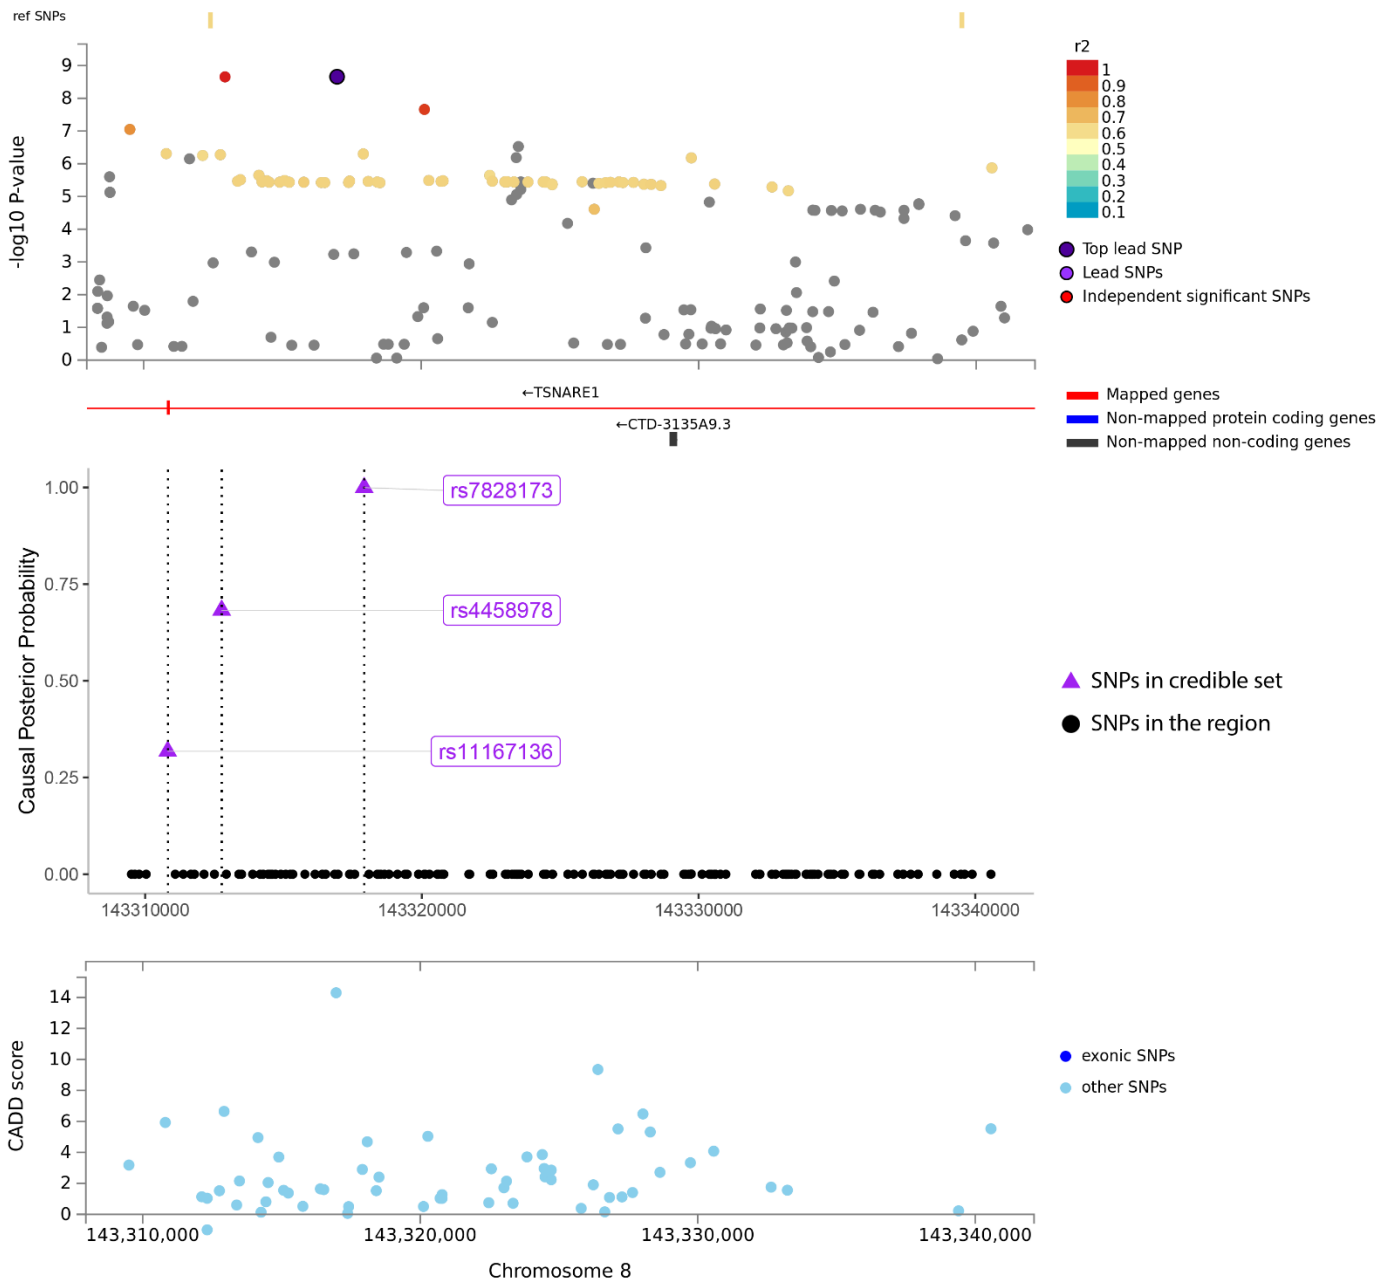 ref SNPs
-log10 P-value
9
8
7
6
5
4
3
2
1
0
r2
1
0.9
0.8
0.7
0.6
0.5
0.4
0.3
0.2
0.1
Top lead SNP
Lead SNPs
Independent significant SNPs
←TSNARE1
←CTD-3135A9.3
Mapped genes
Non-mapped protein coding genes
Non-mapped non-coding genes
Causal Posterior Probability
1.00
0.75
0.50
0.25
0.00
rs7828173
rs4458978
rs11167136
SNPs in credible set
SNPs in the region
143310000 143320000 143330000 143340000
CADD score
14
12
10
8
6
4
2
0
exonic SNPs
other SNPs
143,310,000 143,320,000 143,330,000 143,340,000
Chromosome 8